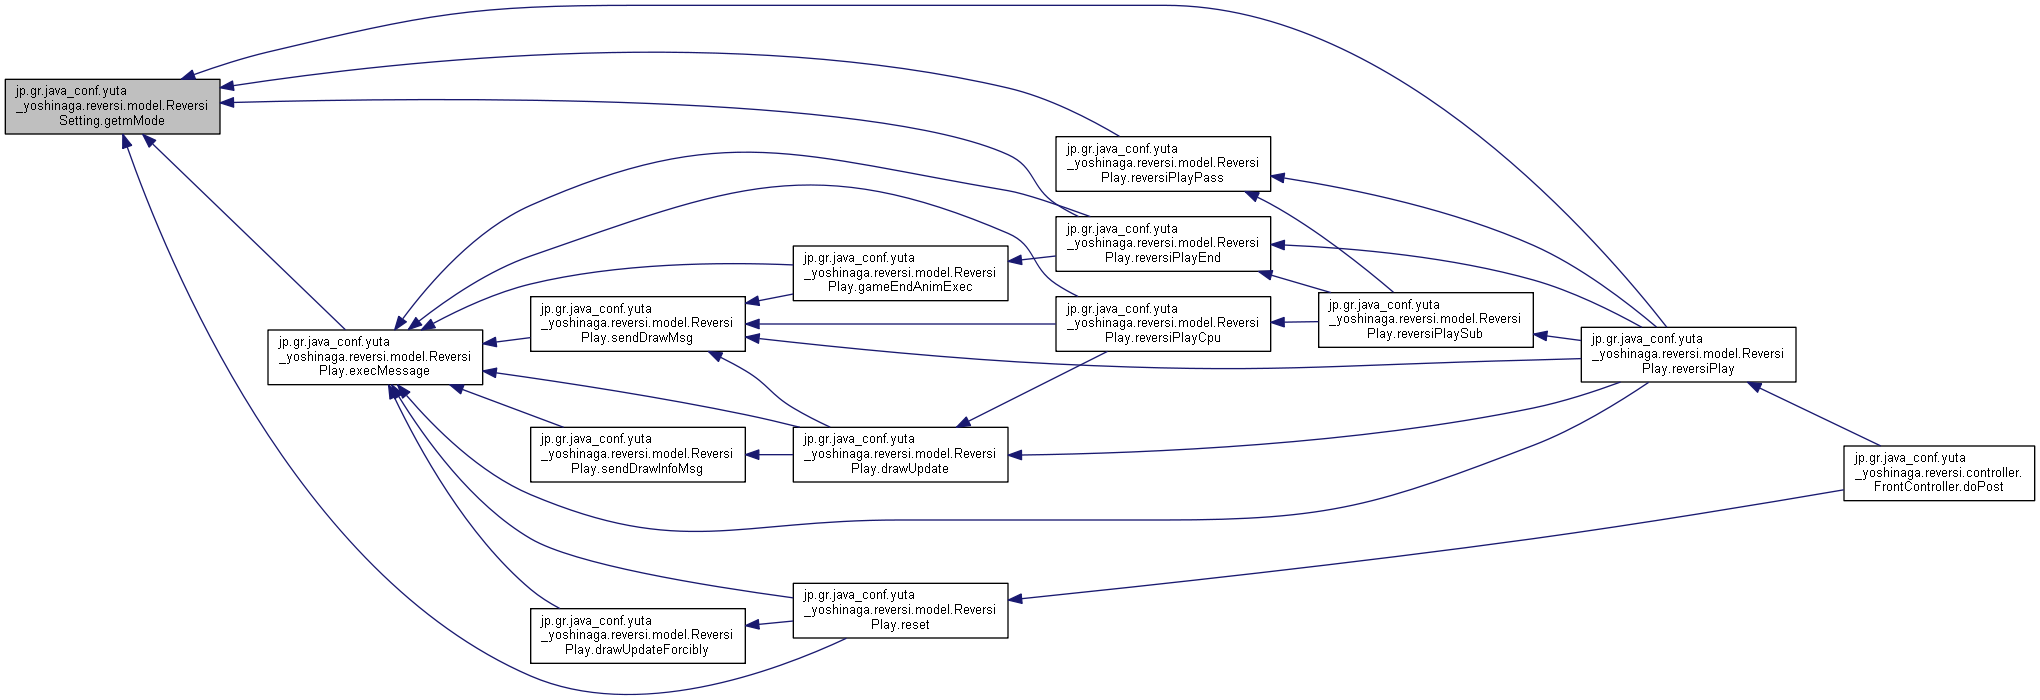 jp.gr.java_conf.yuta
_yoshinaga.reversi.model.Reversi
Setting.getmMode
jp.gr.java_conf.yuta
_yoshinaga.reversi.model.Reversi
Play.execMessage
jp.gr.java_conf.yuta
_yoshinaga.reversi.model.Reversi
Play.sendDrawMsg
jp.gr.java_conf.yuta
_yoshinaga.reversi.model.Reversi
Play.sendDrawInfoMsg
jp.gr.java_conf.yuta
_yoshinaga.reversi.model.Reversi
Play.drawUpdateForcibly
jp.gr.java_conf.yuta
_yoshinaga.reversi.model.Reversi
Play.gameEndAnimExec
jp.gr.java_conf.yuta
_yoshinaga.reversi.model.Reversi
Play.drawUpdate
jp.gr.java_conf.yuta
_yoshinaga.reversi.model.Reversi
Play.reset
jp.gr.java_conf.yuta
_yoshinaga.reversi.model.Reversi
Play.reversiPlayPass
jp.gr.java_conf.yuta
_yoshinaga.reversi.model.Reversi
Play.reversiPlayEnd
jp.gr.java_conf.yuta
_yoshinaga.reversi.model.Reversi
Play.reversiPlayCpu
jp.gr.java_conf.yuta
_yoshinaga.reversi.model.Reversi
Play.reversiPlaySub
jp.gr.java_conf.yuta
_yoshinaga.reversi.model.Reversi
Play.reversiPlay
jp.gr.java_conf.yuta
_yoshinaga.reversi.controller.
FrontController.doPost